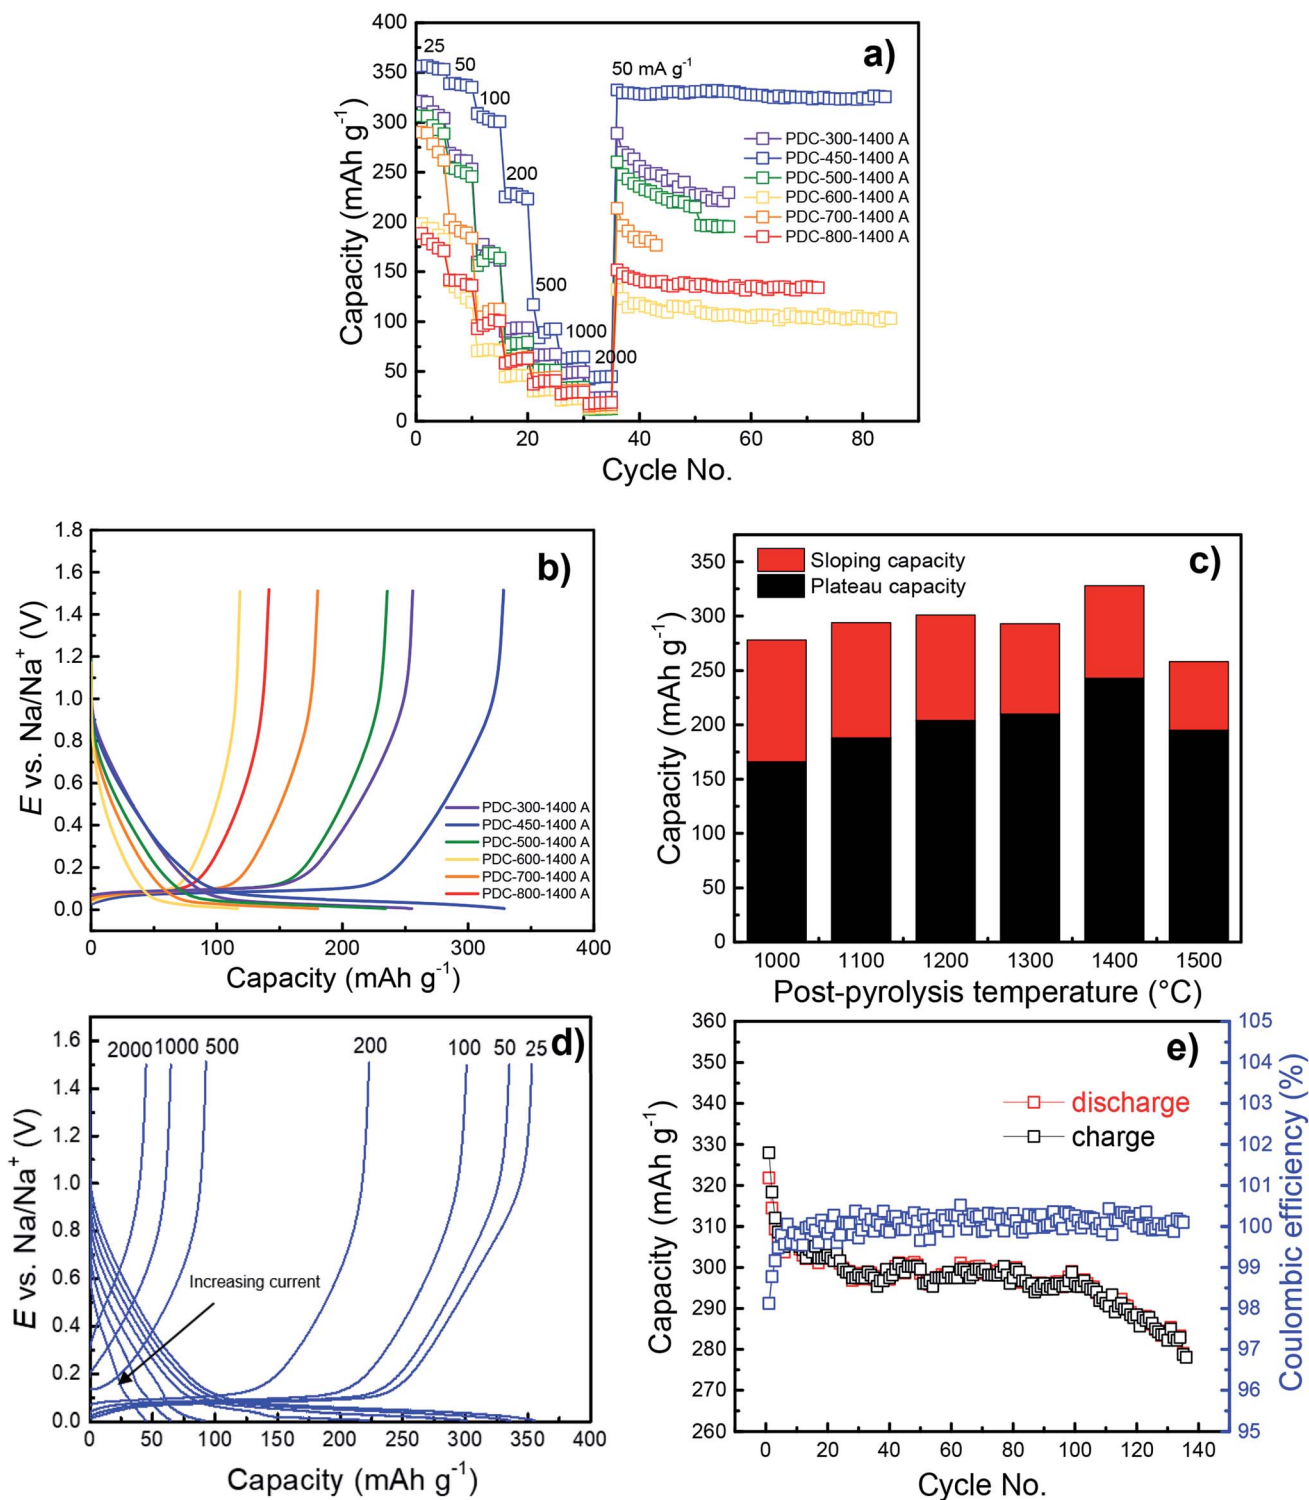 a)
400
350
300
250
200
150
100
50
0
Capacity (mAh g⁻¹)
25
50
100
200
500
1000
2000
50 mA g⁻¹
PDC-300-1400 A
PDC-450-1400 A
PDC-500-1400 A
PDC-600-1400 A
PDC-700-1400 A
PDC-800-1400 A
0 20 40 60 80
Cycle No.
b)
1.8
1.6
1.4
1.2
1.0
0.8
0.6
0.4
0.2
0.0
E vs. Na/Na⁺ (V)
PDC-300-1400 A
PDC-450-1400 A
PDC-500-1400 A
PDC-600-1400 A
PDC-700-1400 A
PDC-800-1400 A
0 100 200 300 400
Capacity (mAh g⁻¹)
c)
Sloping capacity
Plateau capacity
350
300
250
200
150
100
50
0
Capacity (mAh g⁻¹)
1000 1100 1200 1300 1400 1500
Post-pyrolysis temperature (°C)
d)
2000 1000 500 200 100 50 25
1.6
1.4
1.2
1.0
0.8
0.6
0.4
0.2
0.0
E vs. Na/Na⁺ (V)
Increasing current
0 50 100 150 200 250 300 350 400
Capacity (mAh g⁻¹)
e)
360
350
340
330
320
310
300
290
280
270
260
Capacity (mAh g⁻¹)
discharge
charge
105
104
103
102
101
100
99
98
97
96
95
Coulombic efficiency (%)
0 20 40 60 80 100 120 140
Cycle No.